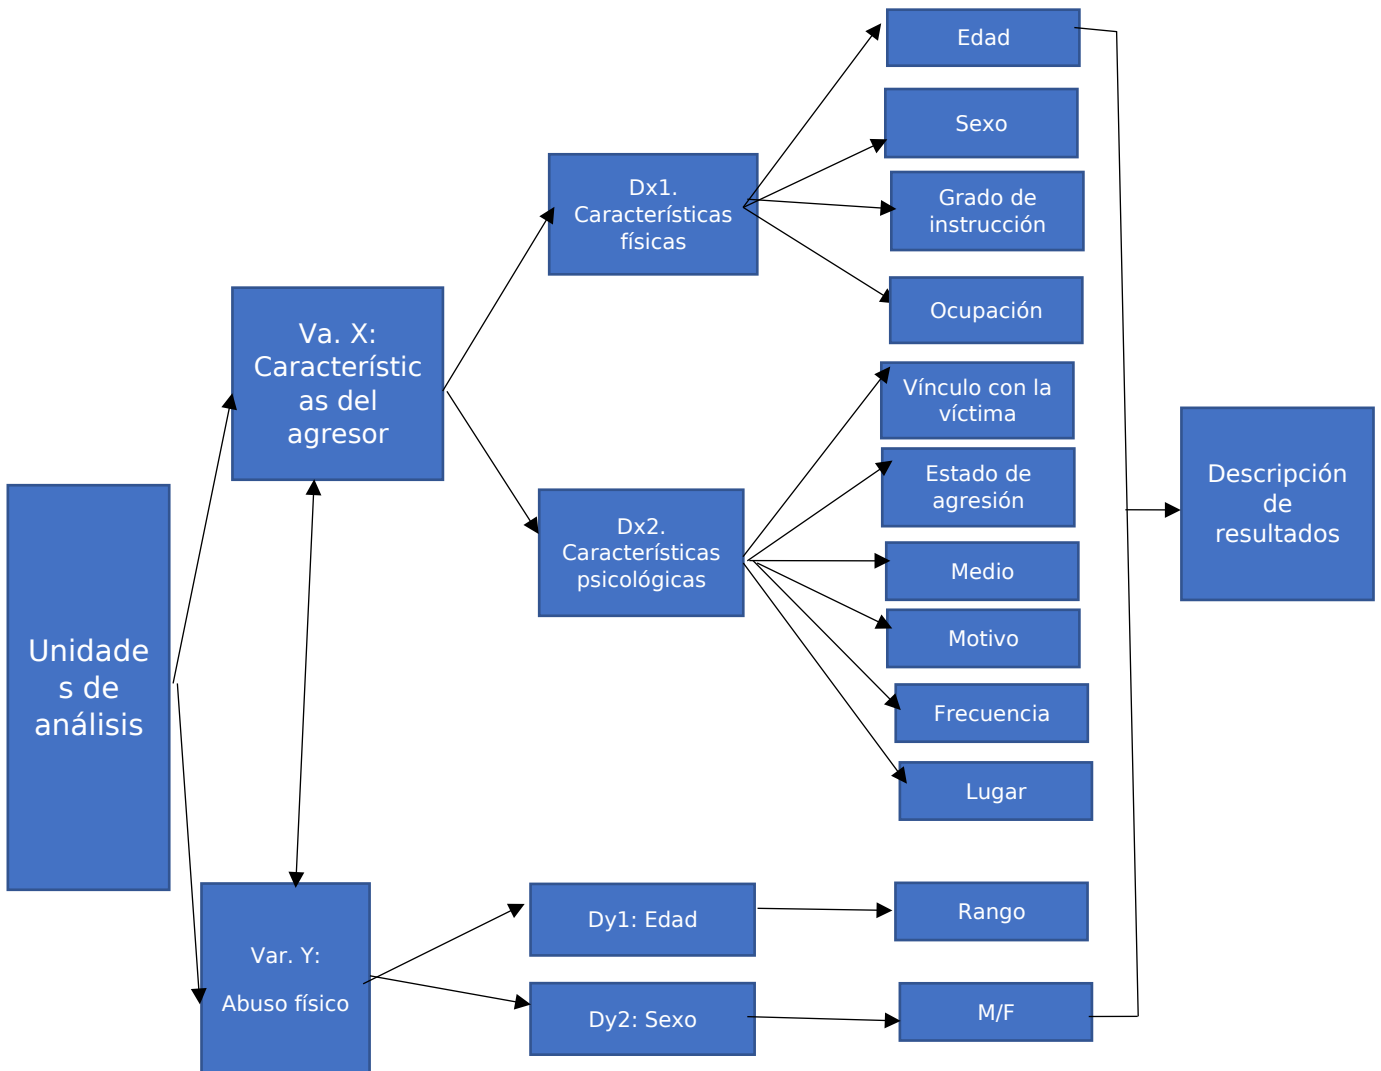 Unidade
s de
análisis
Va. X:
Característic
as del
agresor
Var. Y:
Abuso físico
Dx1.
Características
físicas
Dx2.
Características
psicológicas
Dy1: Edad
Dy2: Sexo
Edad
Sexo
Grado de
instrucción
Ocupación
Vínculo con la
víctima
Estado de
agresión
Medio
Motivo
Frecuencia
Lugar
Rango
M/F
Descripción
de
resultados